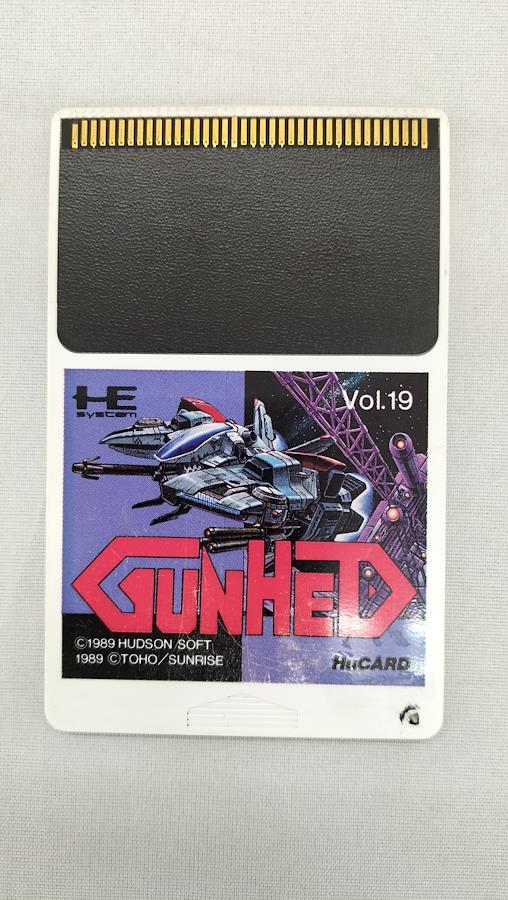 HE
system
Vol.19
GUNHED
©1989 HUDSON SOFT
1989 ©TOHO/SUNRISE
HuCARD